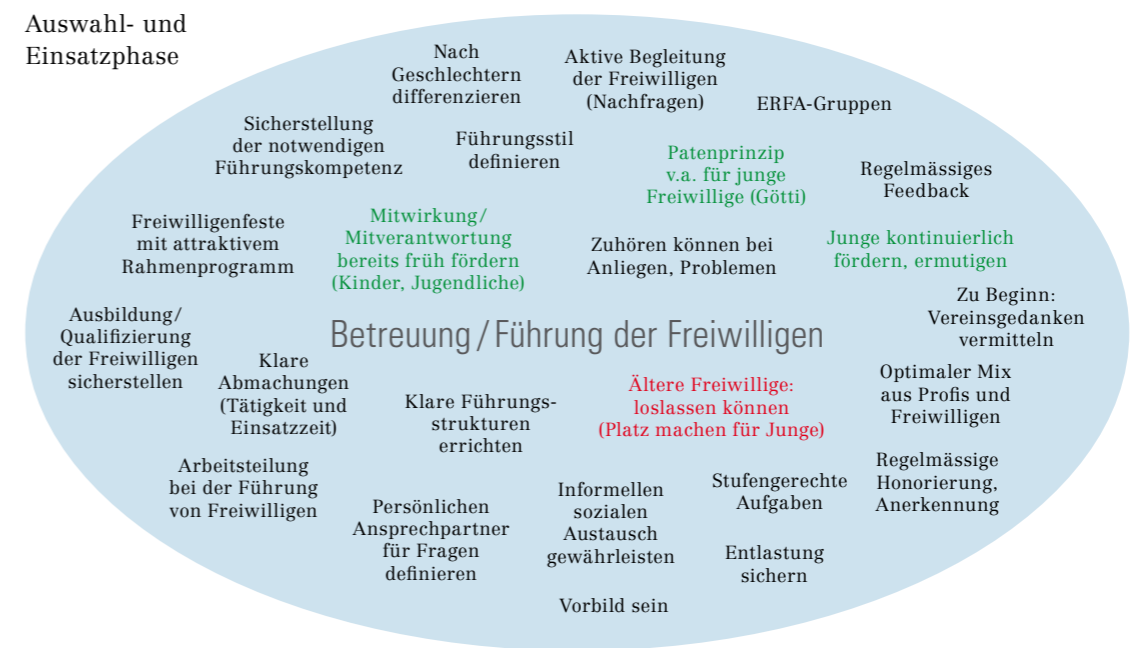 Auswahl- und
Einsatzphase
Nach
Geschlechtern
differenzieren
Aktive Begleitung
der Freiwilligen
(Nachfragen)
ERFA-Gruppen
Sicherstellung
der notwendigen
Führungskompetenz
Führungsstil
definieren
Patenprinzip
v.a. für junge
Freiwillige (Götti)
Regelmässiges
Feedback
Freiwilligenfeste
mit attraktivem
Rahmenprogramm
Mitwirkung/
Mitverantwortung
bereits früh fördern
(Kinder, Jugendliche)
Zuhören können bei
Anliegen, Problemen
Junge kontinuierlich
fördern, ermutigen
Zu Beginn:
Vereinsgedanken
vermitteln
Ausbildung/
Qualifizierung
der Freiwilligen
sicherstellen
Betreuung / Führung der Freiwilligen
Klare
Abmachungen
(Tätigkeit und
Einsatzzeit)
Klare Führungs-
strukturen
errichten
Ältere Freiwillige:
loslassen können
(Platz machen für Junge)
Optimaler Mix
aus Profis und
Freiwilligen
Arbeitsteilung
bei der Führung
von Freiwilligen
Persönlichen
Ansprechpartner
für Fragen
definieren
Informellen
sozialen
Austausch
gewährleisten
Stufengerechte
Aufgaben
Regelmässige
Honorierung,
Anerkennung
Entlastung
sichern
Vorbild sein